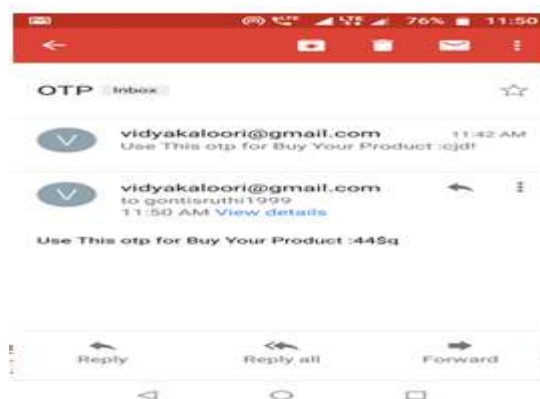 76% 11:50
OTP Inbox
V
vidyakaloori@gmail.com 11:42 AM
Use This otp for Buy Your Product :cjd!
V
vidyakaloori@gmail.com
to gontisruthi1999
11:50 AM View details
Use This otp for Buy Your Product :44$q
Reply Reply all Forward